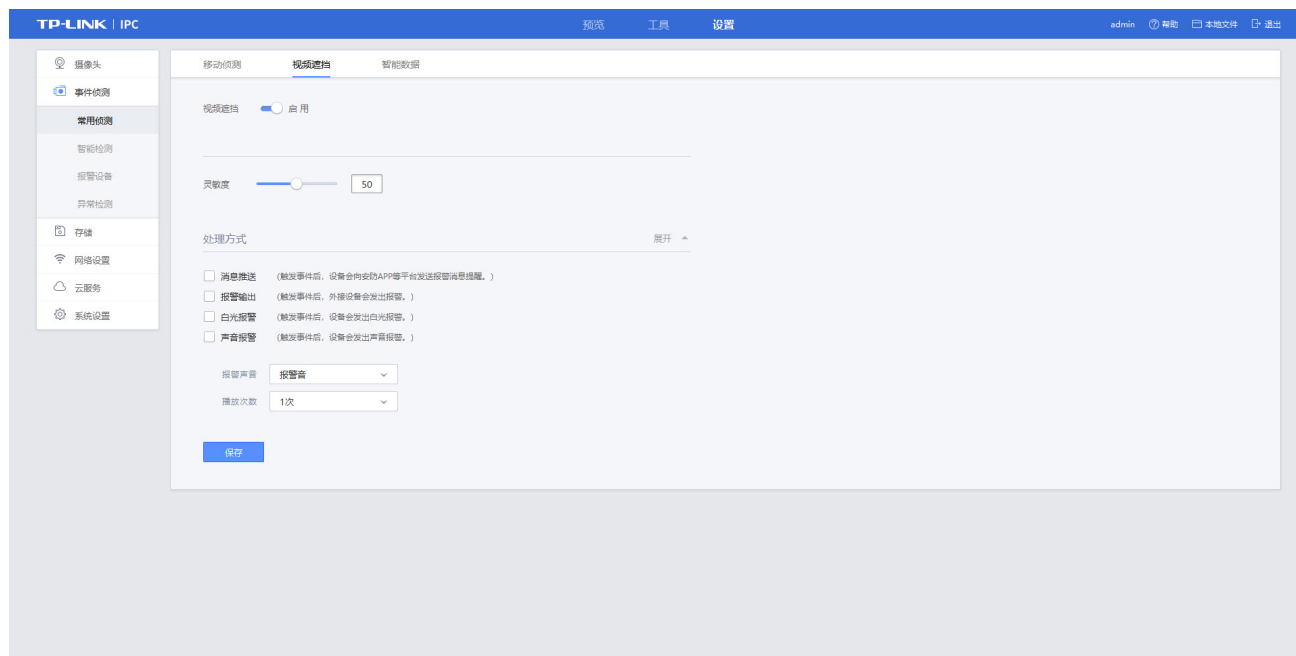 TP-LINK | IPC 预览 工具 设置 admin 帮助 本地文件 退出
摄像头
事件侦测
常用侦测
智能检测
报警设备
异常检测
存储
网络设置
云服务
系统设置
移动侦测 视频遮挡 智能数据
视频遮挡 启用
灵敏度 50
处理方式 展开
消息推送 (触发事件后，设备会向安防APP等平台发送报警消息提醒。)
报警输出 (触发事件后，外接设备会发出报警。)
白光报警 (触发事件后，设备会发出白光报警。)
声音报警 (触发事件后，设备会发出声音报警。)
报警声音 报警音
播放次数 1次
保存